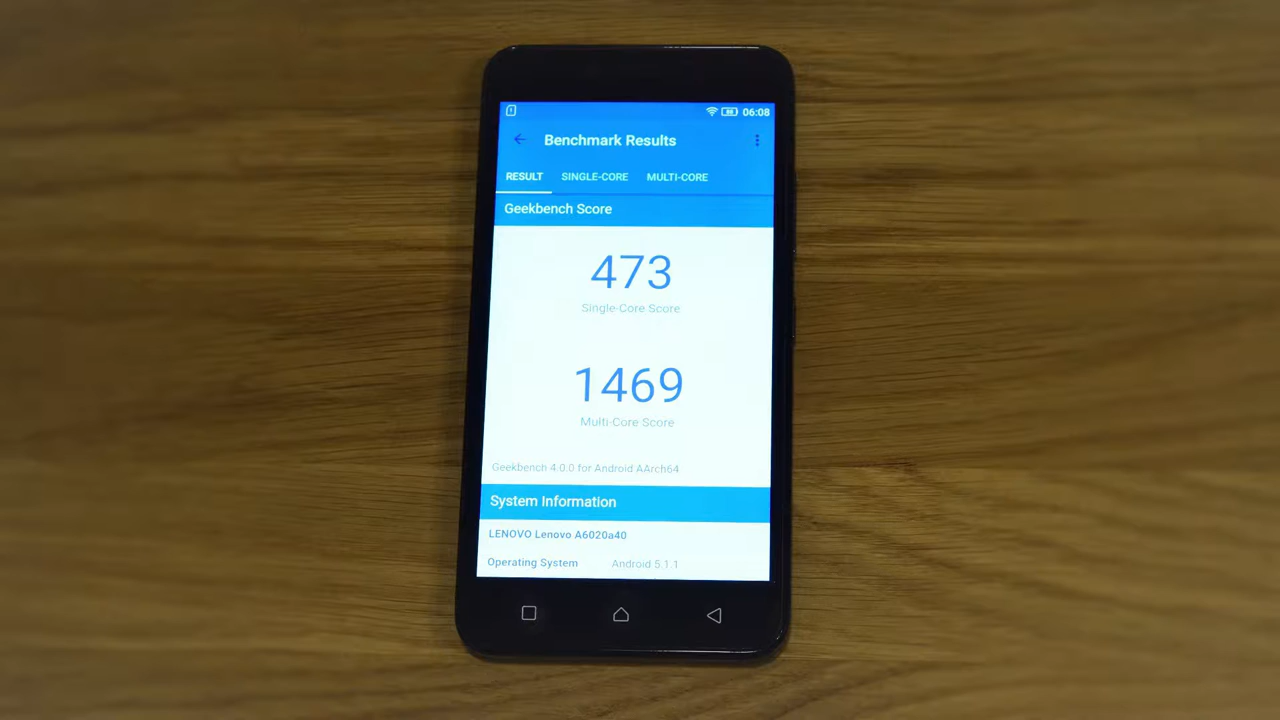 06:08
Benchmark Results
RESULT SINGLE-CORE MULTI-CORE
Geekbench Score
473
Single-Core Score
1469
Multi-Core Score
Geekbench 4.0.0 for Android AArch64
System Information
LENOVO Lenovo A6020a40
Operating System Android 5.1.1